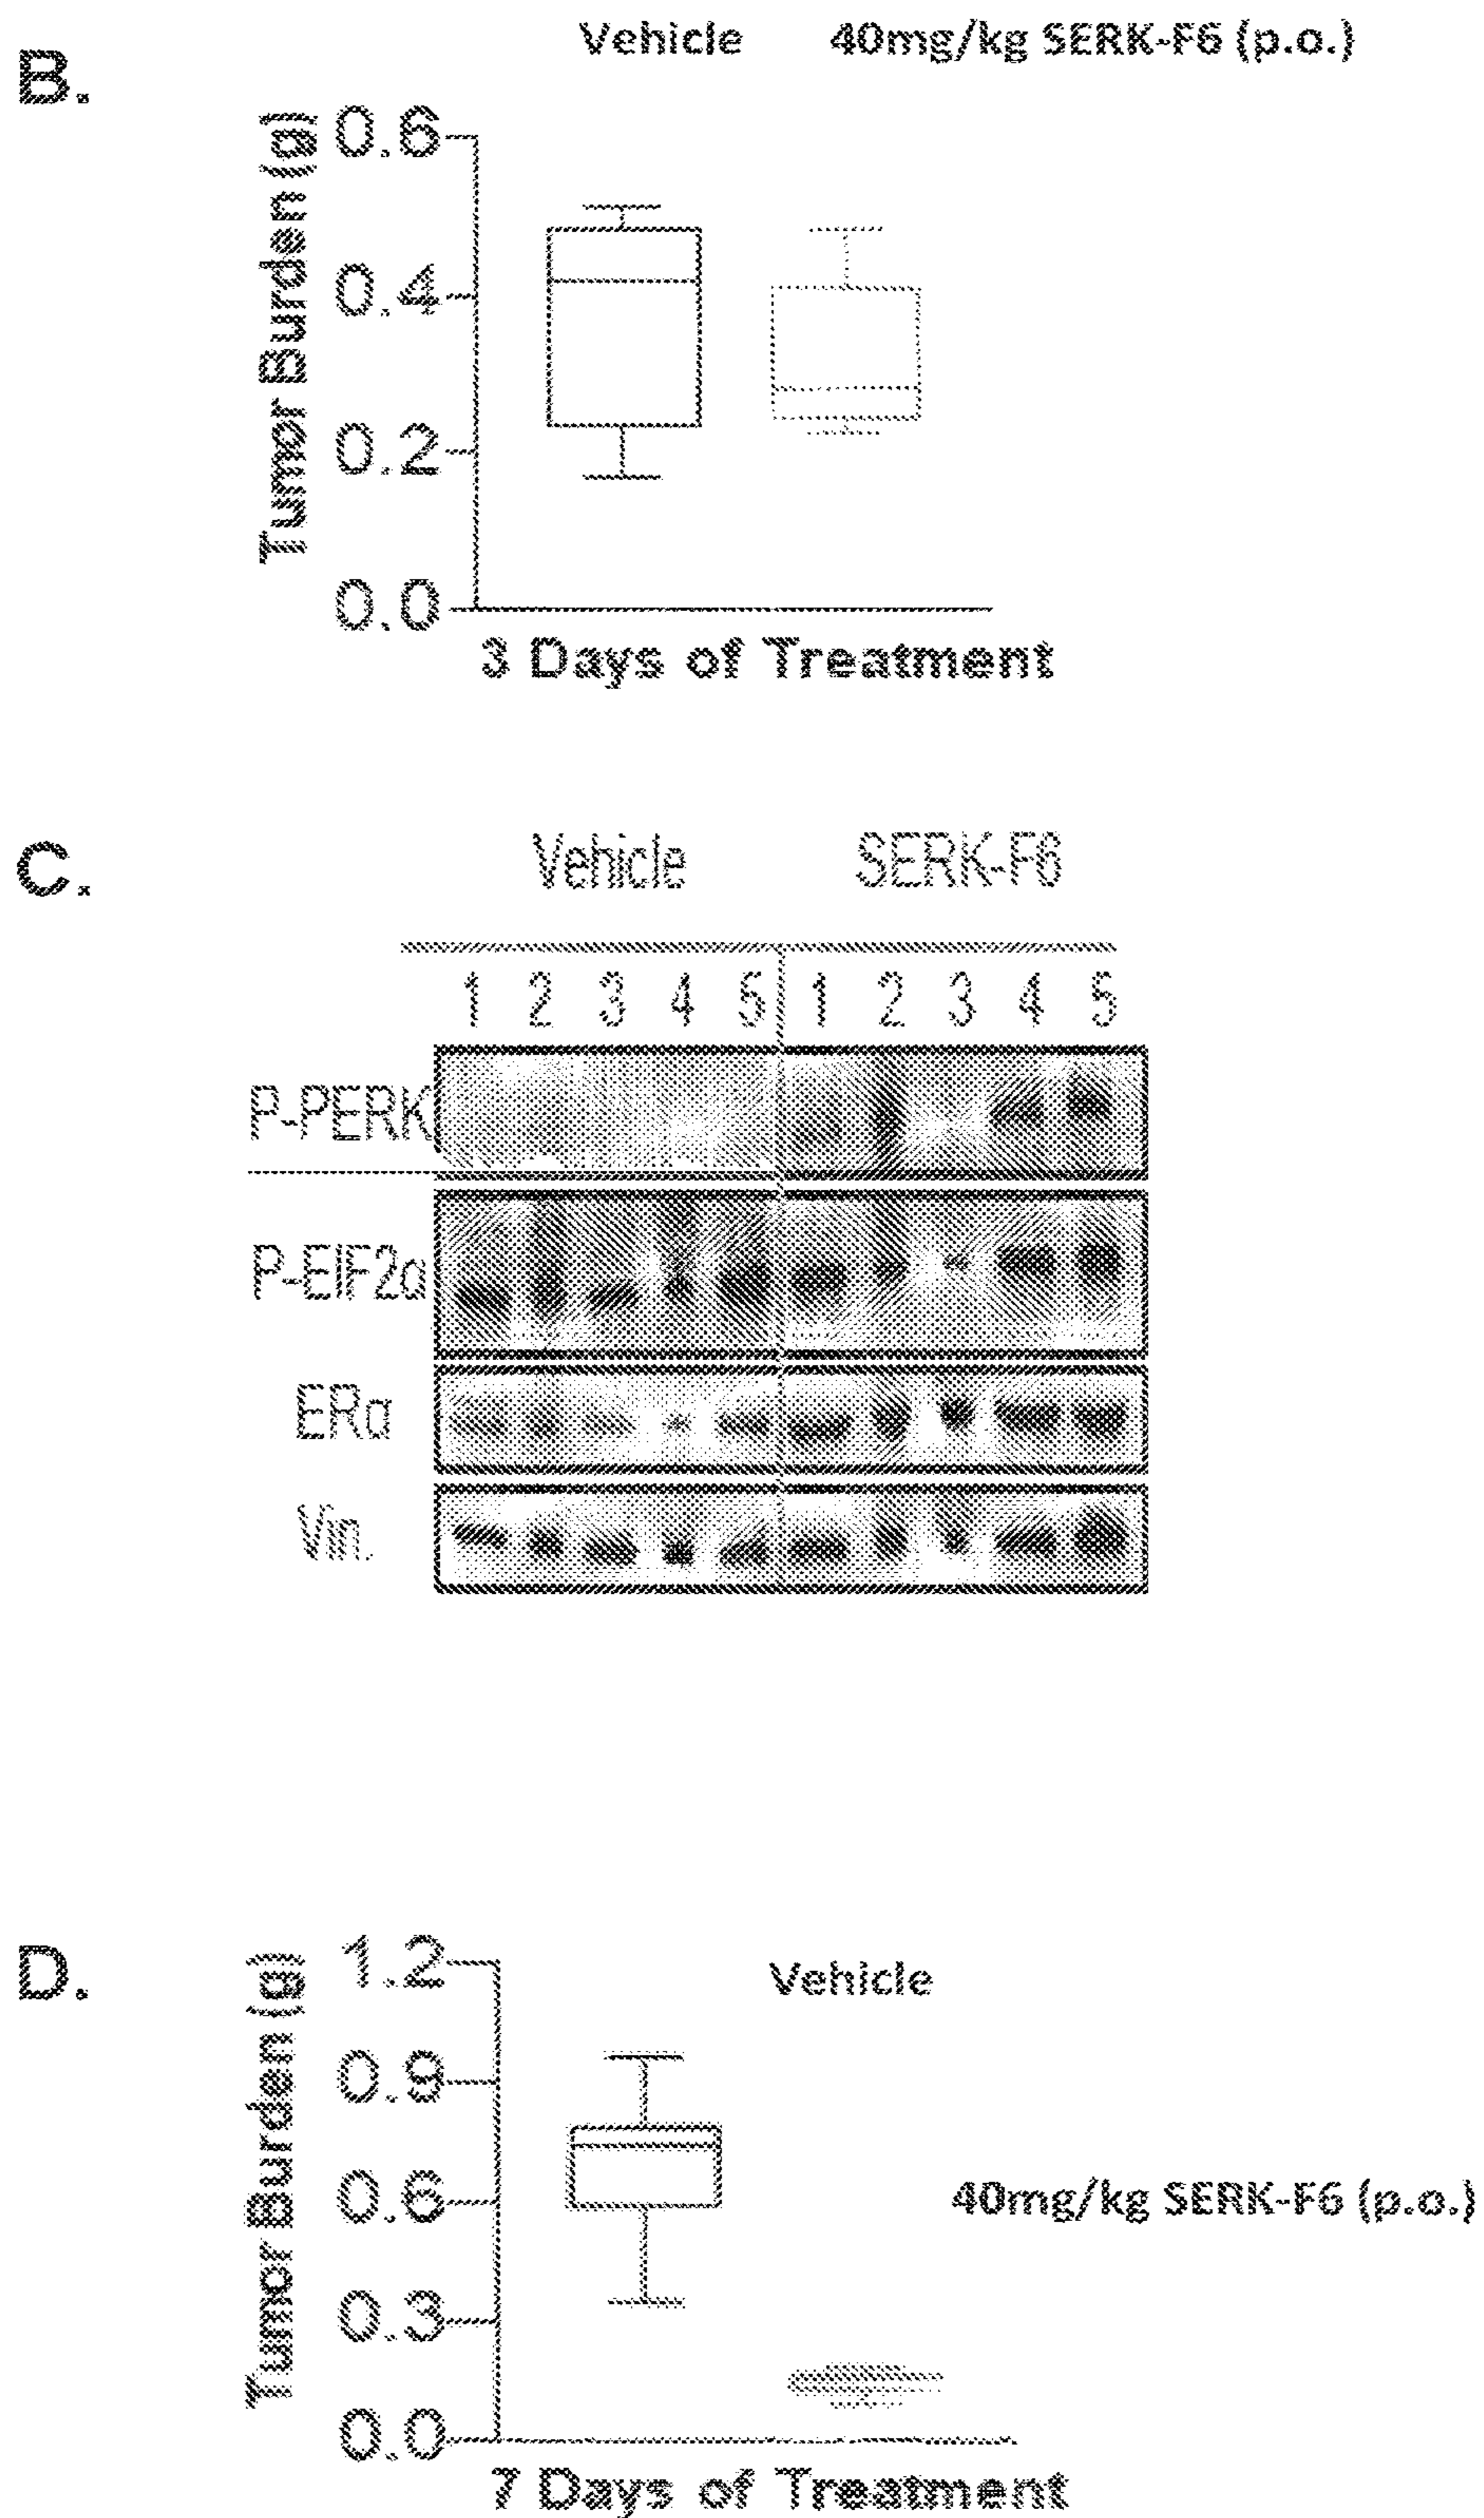 B.
Vehicle 40mg/kg SERK-F6 (p.o.)
Tumor Burden (g)
0.6
0.4
0.2
0.0
3 Days of Treatment
C.
Vehicle SERK-F6
1 2 3 4 5 1 2 3 4 5
P-PERK
P-EIF2α
ERα
Vin.
D.
Tumor Burden (g)
1.2
0.9
0.6
0.3
0.0
Vehicle
40mg/kg SERK-F6 (p.o.)
7 Days of Treatment